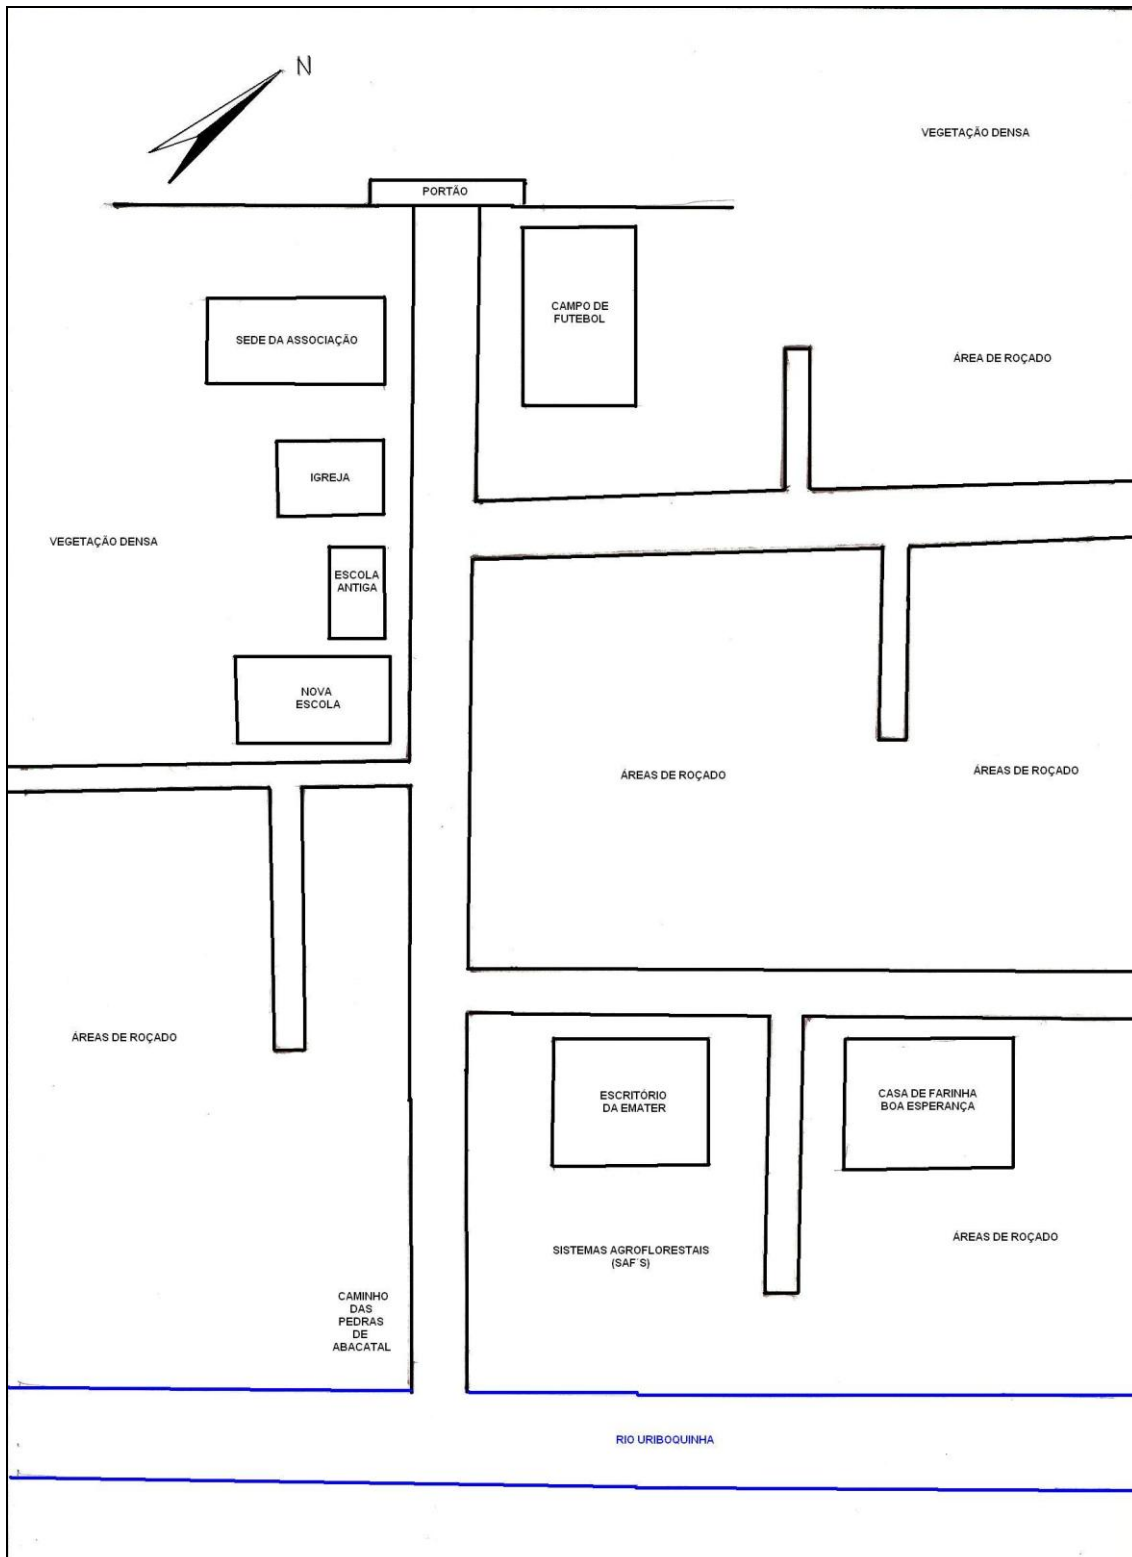 N
VEGETAÇÃO DENSA
PORTÃO
CAMPO DE
FUTEBOL
SEDE DA ASSOCIAÇÃO
ÁREA DE ROÇADO
IGREJA
VEGETAÇÃO DENSA
ESCOLA
ANTIGA
NOVA
ESCOLA
ÁREAS DE ROÇADO
ÁREAS DE ROÇADO
ÁREAS DE ROÇADO
ESCRITÓRIO
DA EMATER
CASA DE FARINHA
BOA ESPERANÇA
SISTEMAS AGROFLORESTAIS
(SAF´S)
ÁREAS DE ROÇADO
CAMINHO
DAS
PEDRAS
DE
ABACATAL
RIO URIBOQUINHA